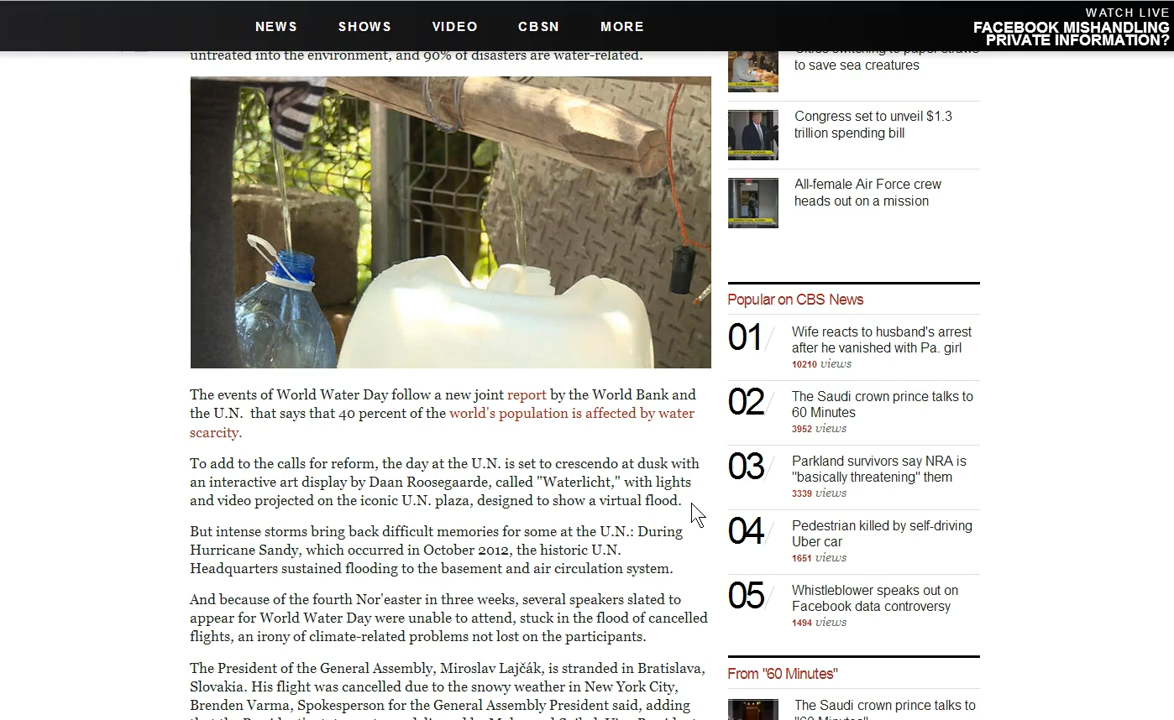 NEWS SHOWS VIDEO CBSN MORE
WATCH LIVE
FACEBOOK MISHANDLING
PRIVATE INFORMATION?
untreated into the environment, and 90% of disasters are water-related.
The events of World Water Day follow a new joint report by the World Bank and
the U.N. that says that 40 percent of the world's population is affected by water
scarcity.
To add to the calls for reform, the day at the U.N. is set to crescendo at dusk with
an interactive art display by Daan Roosegaarde, called "Waterlicht," with lights
and video projected on the iconic U.N. plaza, designed to show a virtual flood.
But intense storms bring back difficult memories for some at the U.N.: During
Hurricane Sandy, which occurred in October 2012, the historic U.N.
Headquarters sustained flooding to the basement and air circulation system.
And because of the fourth Nor'easter in three weeks, several speakers slated to
appear for World Water Day were unable to attend, stuck in the flood of cancelled
flights, an irony of climate-related problems not lost on the participants.
The President of the General Assembly, Miroslav Lajčák, is stranded in Bratislava,
Slovakia. His flight was cancelled due to the snowy weather in New York City,
Brenden Varma, Spokesperson for the General Assembly President said, adding
Cities switching to paper straws
to save sea creatures
Congress set to unveil $1.3
trillion spending bill
All-female Air Force crew
heads out on a mission
Popular on CBS News
01 / Wife reacts to husband's arrest
after he vanished with Pa. girl
10210 views
02 / The Saudi crown prince talks to
60 Minutes
3952 views
03 / Parkland survivors say NRA is
"basically threatening" them
3339 views
04 / Pedestrian killed by self-driving
Uber car
1651 views
05 / Whistleblower speaks out on
Facebook data controversy
1494 views
From "60 Minutes"
The Saudi crown prince talks to
"60 Minutes"